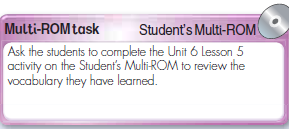 Multi-ROM task Student's Multi-ROM
Ask the students to complete the Unit 6 Lesson 5
activity on the Student's Multi-ROM to review the
vocabulary they have learned.